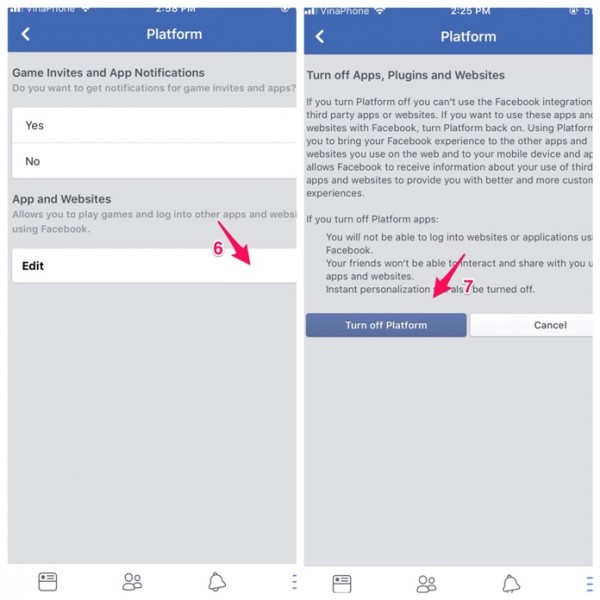 VinaPhone
2:58 PM
Platform
Game Invites and App Notifications
Do you want to get notifications for game invites and apps?
Yes
No
App and Websites
Allows you to play games and log into other apps and websi
using Facebook.
6
Edit
VinaPhone
2:25 PM
Platform
Turn off Apps, Plugins and Websites
If you turn Platform off you can't use the Facebook integration
third party apps or websites. If you want to use these apps and
websites with Facebook, turn Platform back on. Using Platform
you to bring your Facebook experience to the other apps and
websites you use on the web and to your mobile device and ap
allows Facebook to receive information about your use of third
apps and websites to provide you with better and more custom
experiences.
If you turn off Platform apps:
You will not be able to log into websites or applications us
Facebook.
Your friends won't be able to interact and share with you u
apps and websites.
Instant personalization also be turned off.
7
Turn off Platform
Cancel